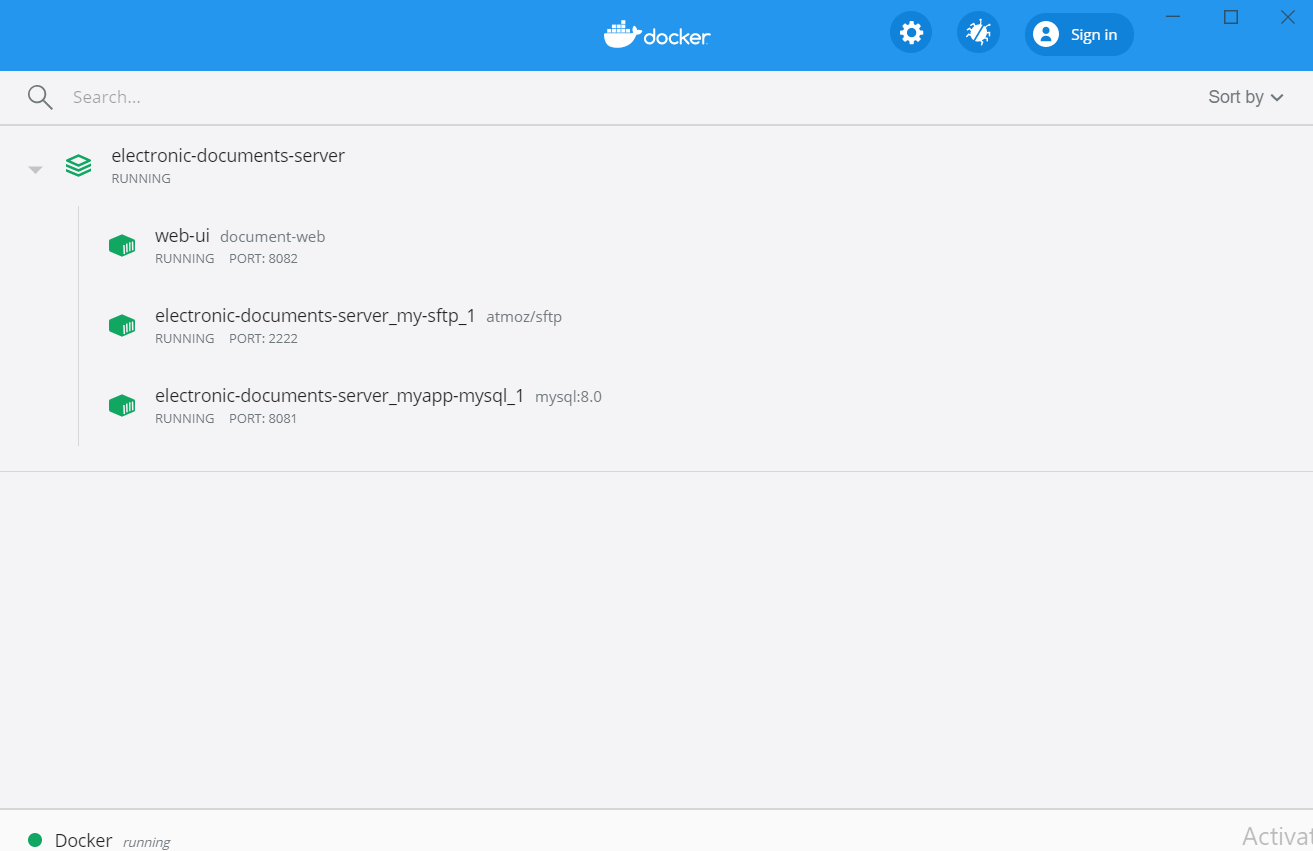 docker
Sign in
Search...
Sort by
electronic-documents-server
RUNNING
web-ui document-web
RUNNING PORT: 8082
electronic-documents-server_my-sftp_1 atmoz/sftp
RUNNING PORT: 2222
electronic-documents-server_myapp-mysql_1 mysql:8.0
RUNNING PORT: 8081
Docker running
Activat